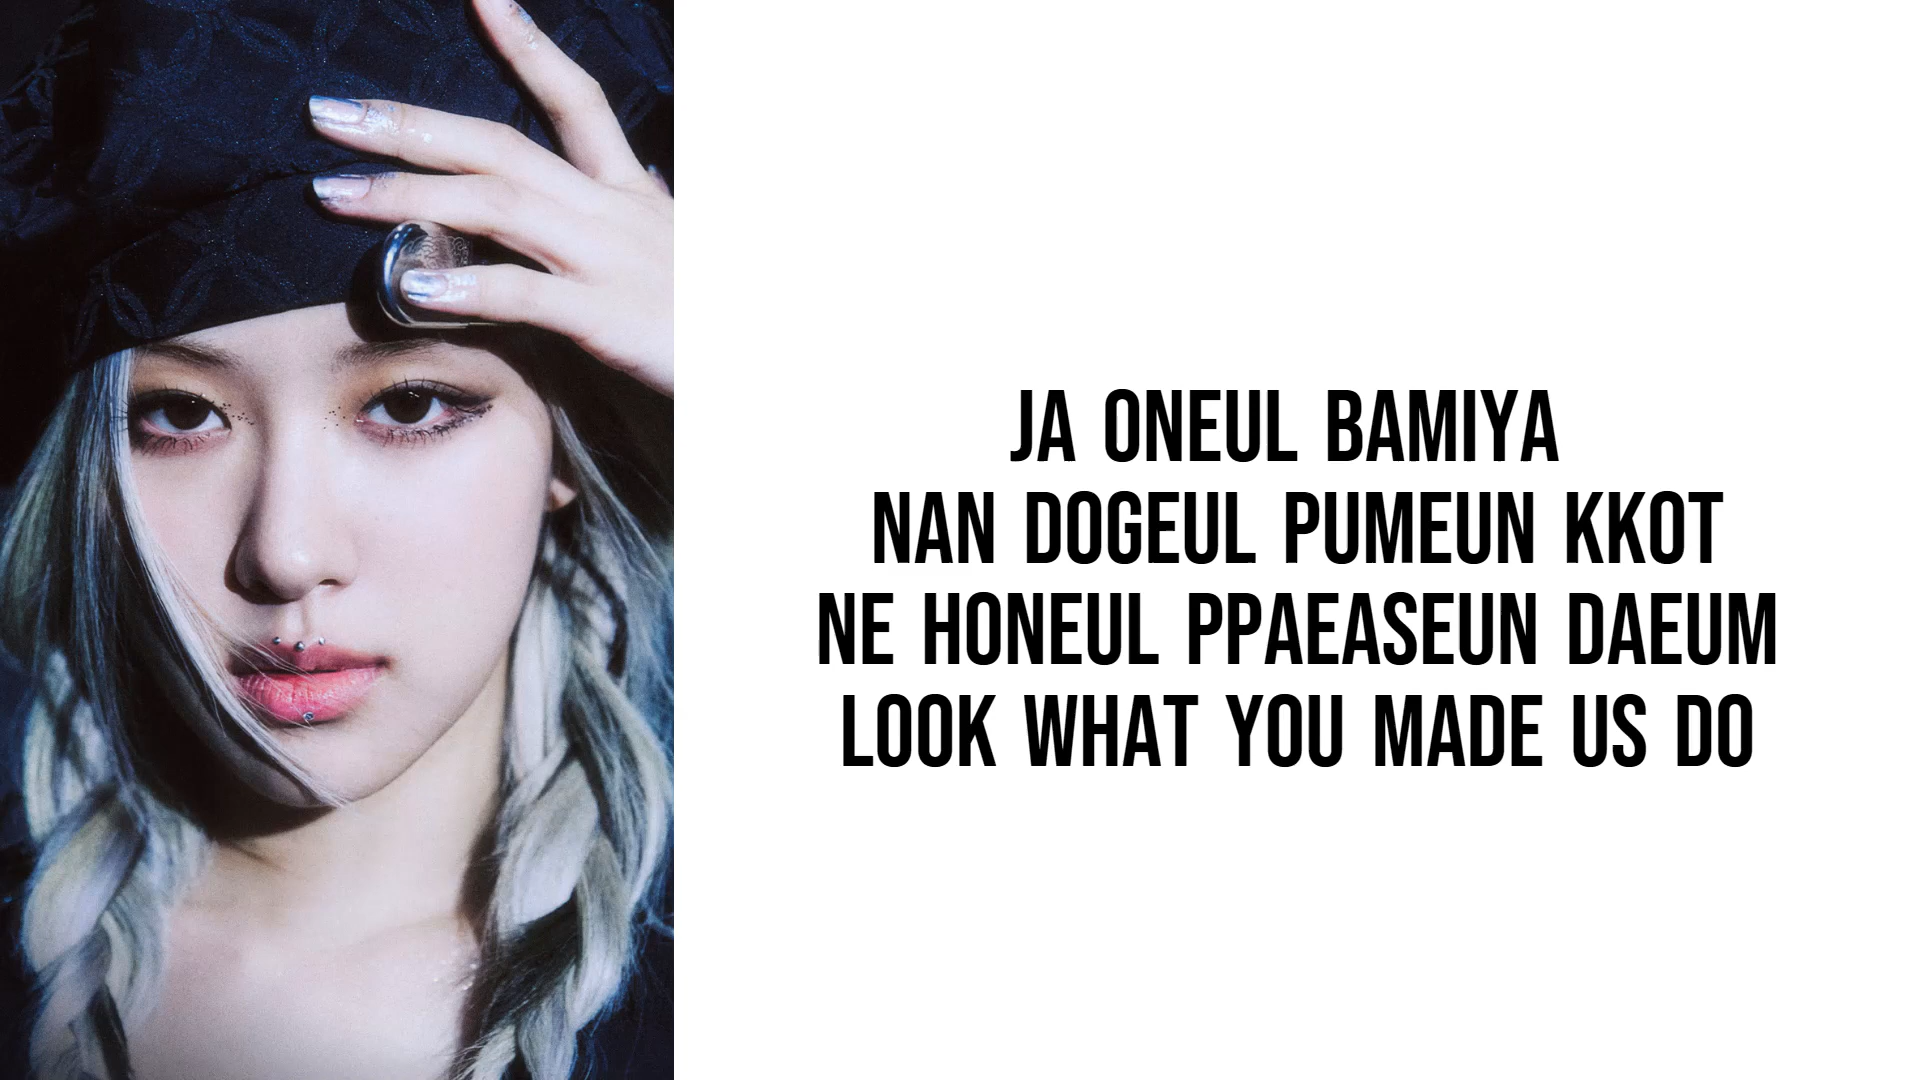 JA ONEUL BAMIYA
NAN DOGEUL PUMEUN KKOT
NE HONEUL PPAEASEUN DAEUM
LOOK WHAT YOU MADE US DO